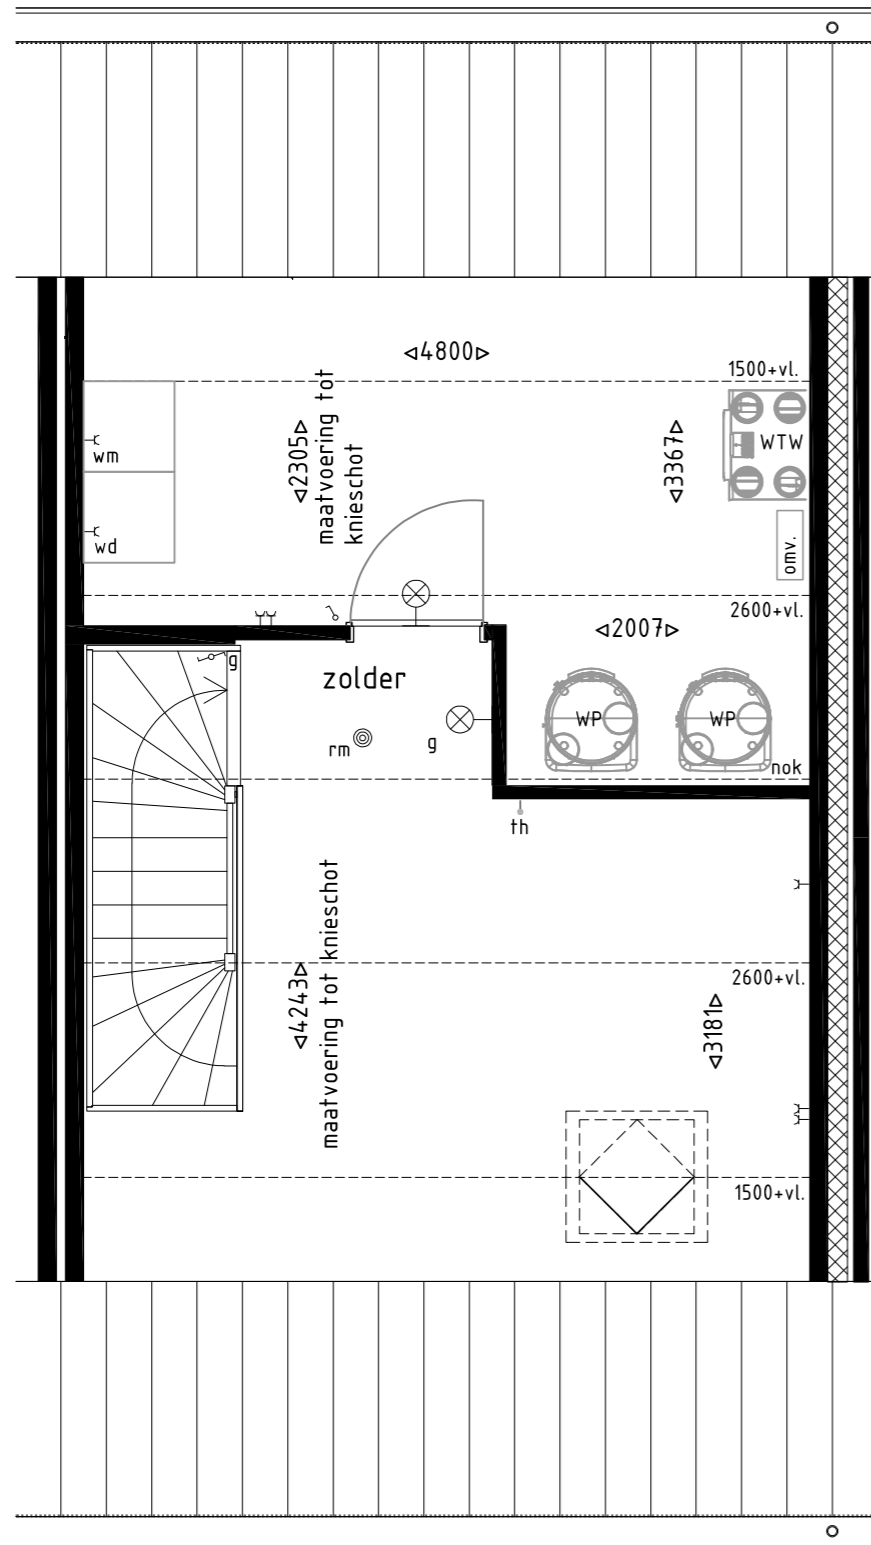 ◁4800▷
1500+vl.
◁2305▷
maatvoering tot
knieschot
◁3367▷
wm
WTW
wd
omv.
2600+vl.
◁2007▷
g
zolder
WP
WP
rm
g
nok
th
◁4243▷
maatvoering tot knieschot
2600+vl.
◁3181▷
1500+vl.